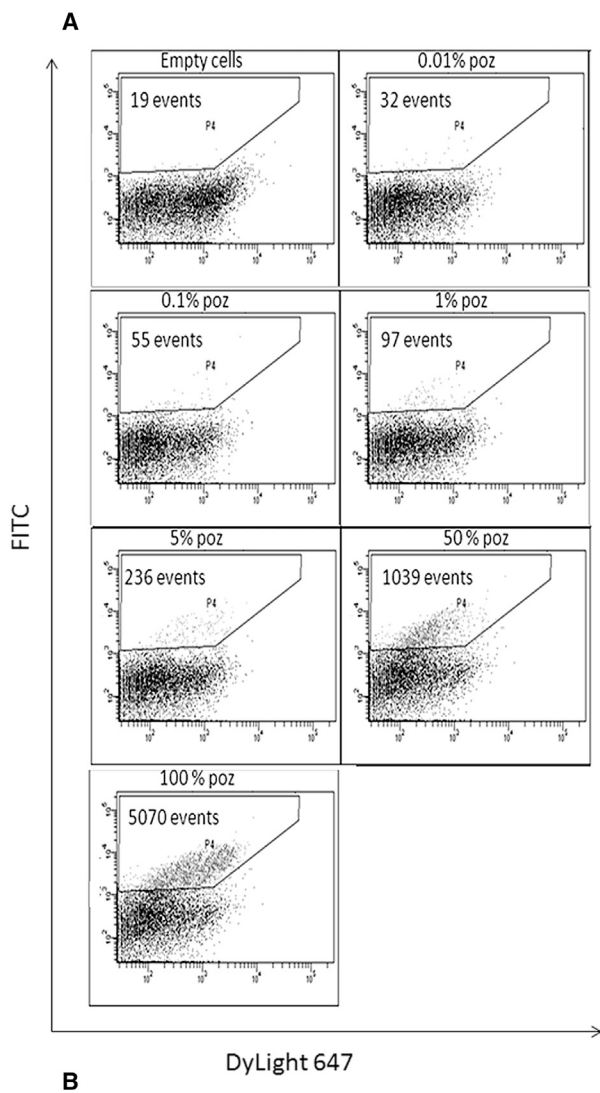 A
Empty cells
0.01% poz
19 events
32 events
P4
P4
0.1% poz
1% poz
55 events
97 events
P4
P4
5% poz
50 % poz
236 events
1039 events
P4
P4
100 % poz
5070 events
P4
FITC
DyLight 647
B